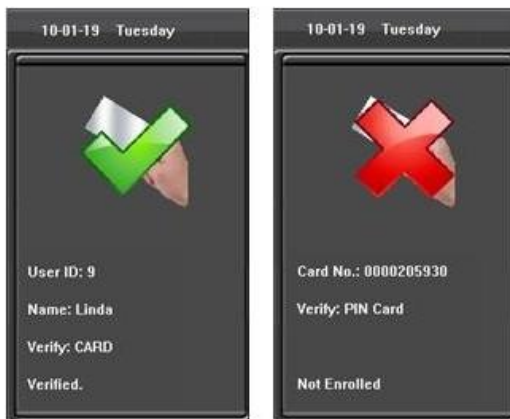 10-01-19 Tuesday
User ID: 9
Name: Linda
Verify: CARD
Verified.
10-01-19 Tuesday
Card No.: 0000205930
Verify: PIN Card
Not Enrolled